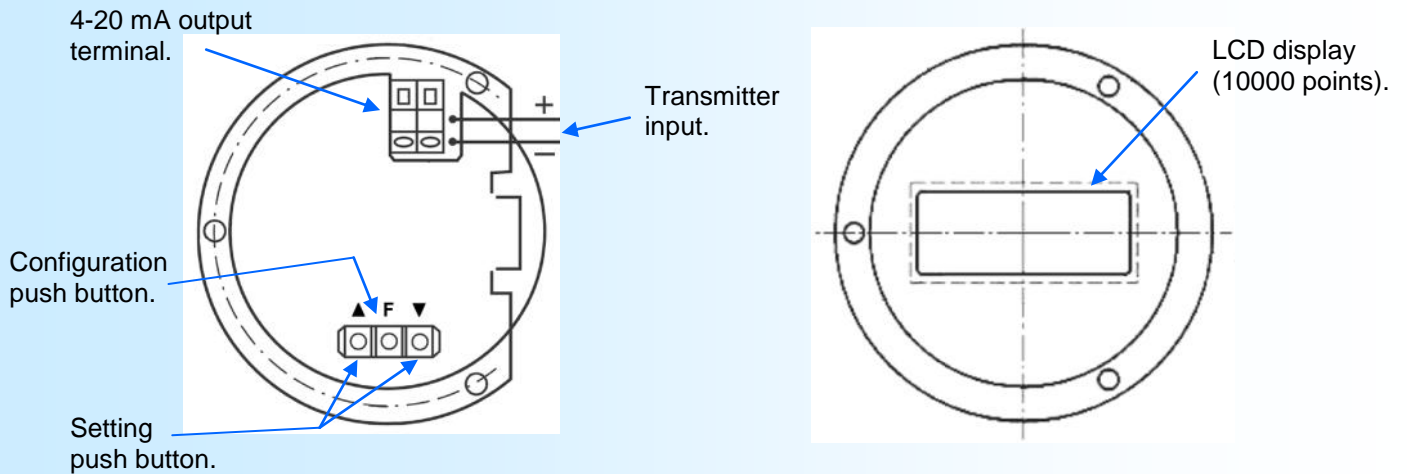 4-20 mA output
terminal.
+
−
Transmitter
input.
LCD display
(10000 points).
Configuration
push button.
▲ F ▼
Setting
push button.